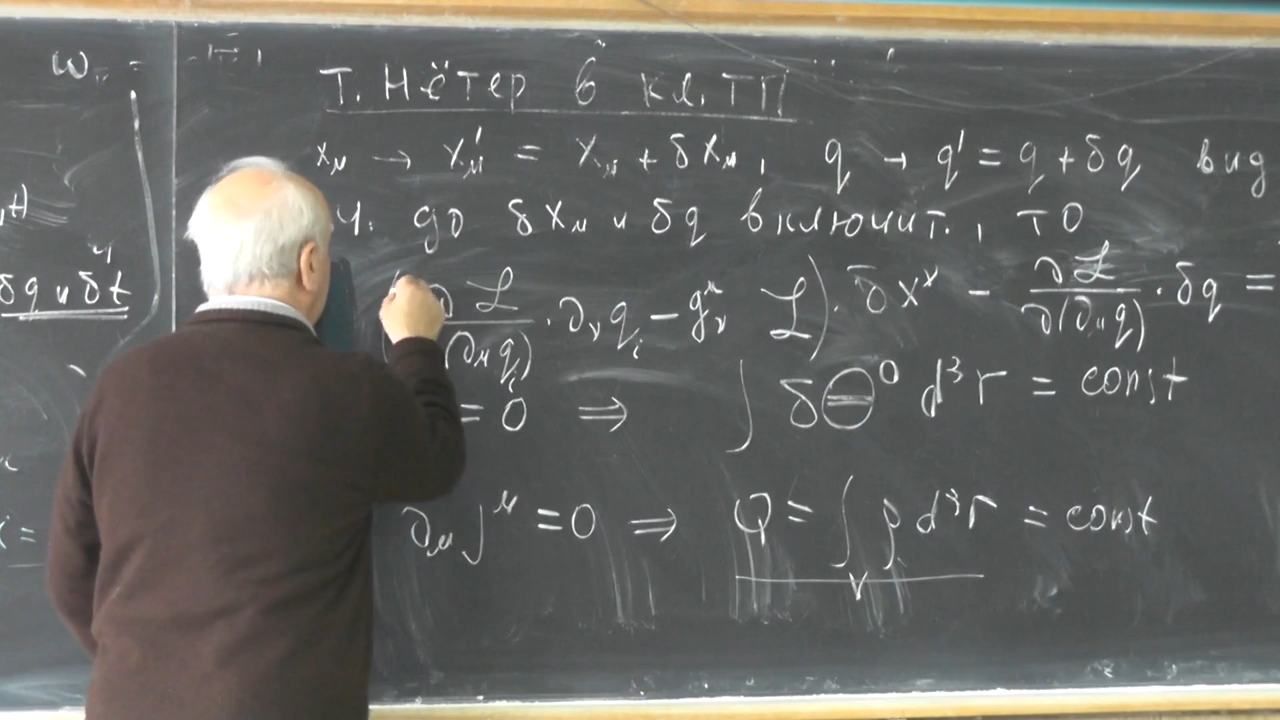 Т. Нётер в кл. ТП
x_μ → x'_μ = x_μ + δx_μ, q → q' = q + δq вид
ч. до δx_μ и δq включит., то
∂ℒ/∂(∂_μ q_i) · ∂_ν q_i − g^μ_ν ℒ) · δx^ν − ∂ℒ/∂(∂_μ q) · δq =
= 0 ⇒ ∫ δΘ⁰ d³r = const
∂_μ j^μ = 0 ⇒ Q = ∫ ρ d³r = const
δq и δt